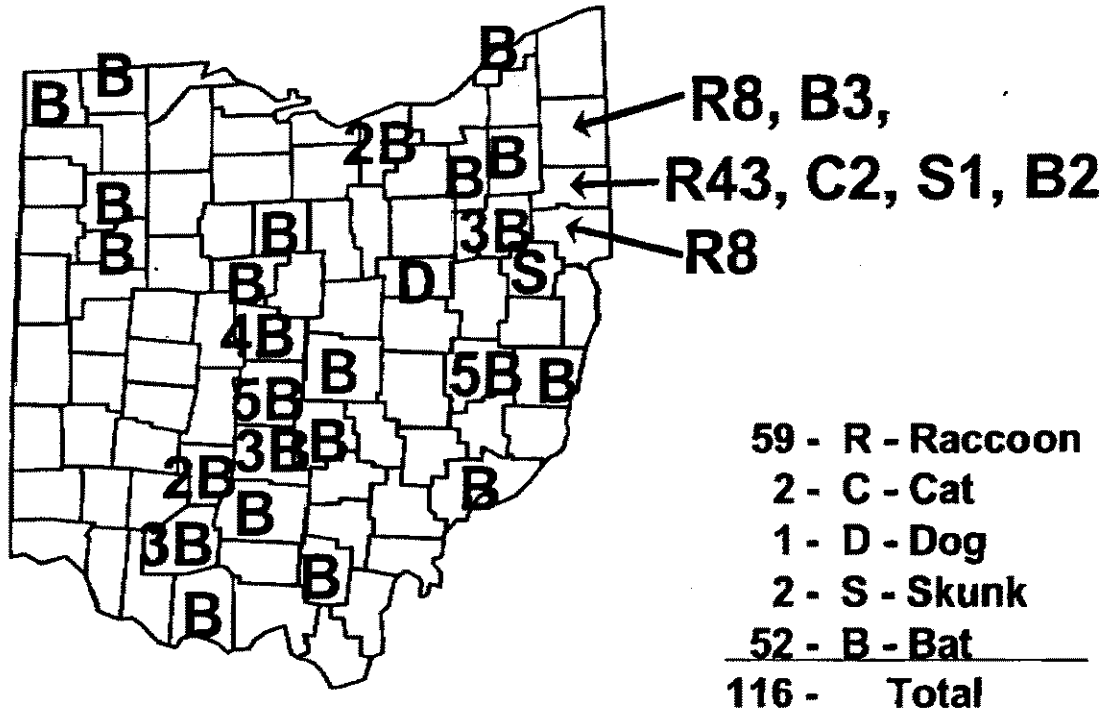 B
B
B
R8, B3,
2B
B
B
R43, C2, S1, B2
B
B
3B
R8
B
D
S
B
4B
B
5B
B
5B
B
3B
2B
B
B
3B
B
B
59 - R - Raccoon
2 - C - Cat
1 - D - Dog
2 - S - Skunk
52 - B - Bat
116 - Total